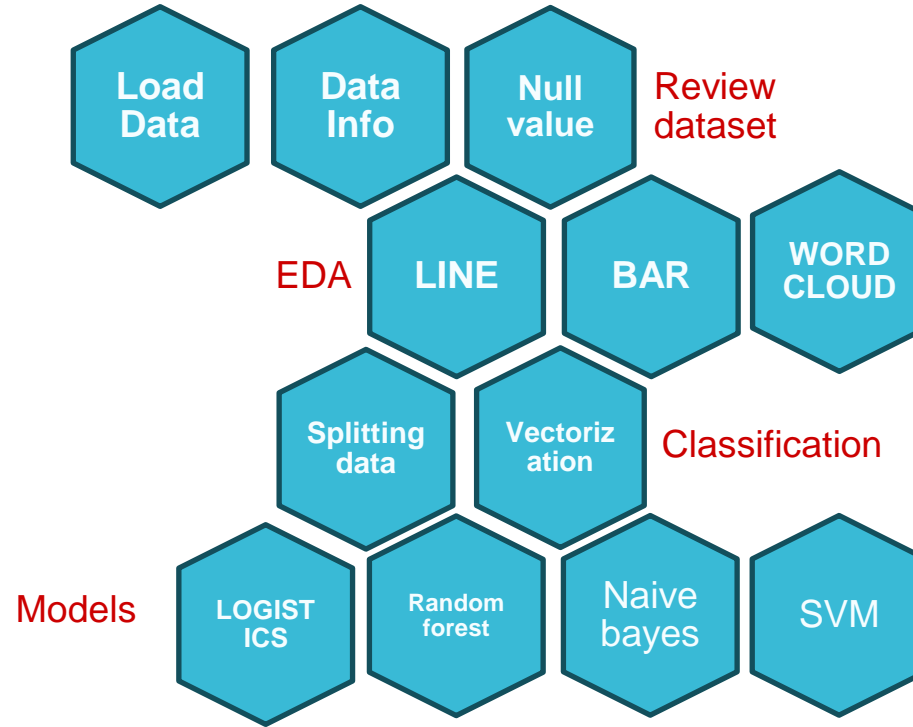 Load
Data
Data
Info
Null
value
Review
dataset
EDA
LINE
BAR
WORD
CLOUD
Splitting
data
Vectoriz
ation
Classification
Models
LOGIST
ICS
Random
forest
Naive
bayes
SVM